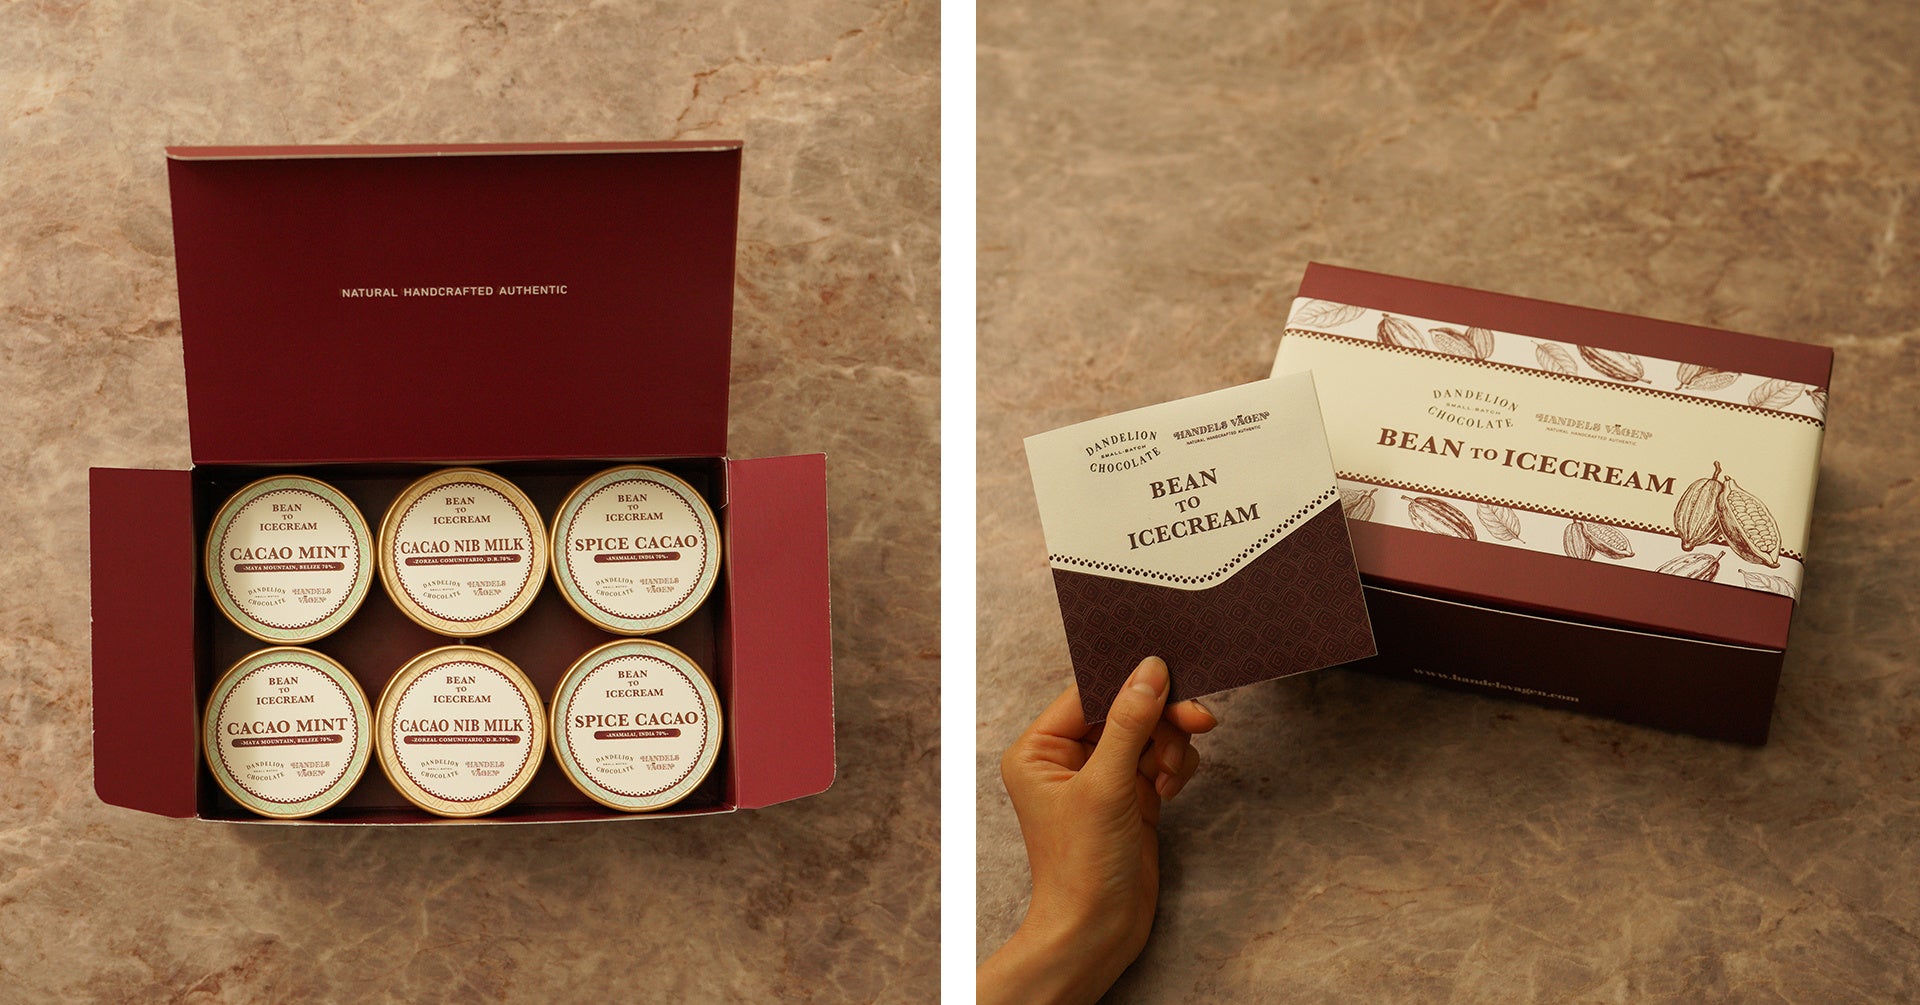 NATURAL HANDCRAFTED AUTHENTIC
BEAN
TO
ICECREAM
CACAO MINT
-MAYA MOUNTAIN, BELIZE 70%-
DANDELION
SMALL-BATCH
CHOCOLATE
HANDELS
VÄGEN
BEAN
TO
ICECREAM
CACAO NIB MILK
-ZORZAL COMUNITARIO, D.R.70%-
DANDELION
SMALL-BATCH
CHOCOLATE
HANDELS
VÄGEN
BEAN
TO
ICECREAM
SPICE CACAO
-ANAMALAI, INDIA 70%-
DANDELION
SMALL-BATCH
CHOCOLATE
HANDELS
VÄGEN
BEAN
TO
ICECREAM
CACAO MINT
-MAYA MOUNTAIN, BELIZE 70%-
DANDELION
SMALL-BATCH
CHOCOLATE
HANDELS
VÄGEN
BEAN
TO
ICECREAM
CACAO NIB MILK
-ZORZAL COMUNITARIO, D.R.70%-
DANDELION
SMALL-BATCH
CHOCOLATE
HANDELS
VÄGEN
BEAN
TO
ICECREAM
SPICE CACAO
-ANAMALAI, INDIA 70%-
DANDELION
SMALL-BATCH
CHOCOLATE
HANDELS
VÄGEN
DANDELION
SMALL-BATCH
CHOCOLATE
HANDELS VÄGEN
NATURAL HANDCRAFTED AUTHENTIC
BEAN
TO
ICECREAM
DANDELION
SMALL-BATCH
CHOCOLATE
HANDELS VÄGEN
NATURAL HANDCRAFTED AUTHENTIC
BEAN TO ICECREAM
www.handelsvagen.com